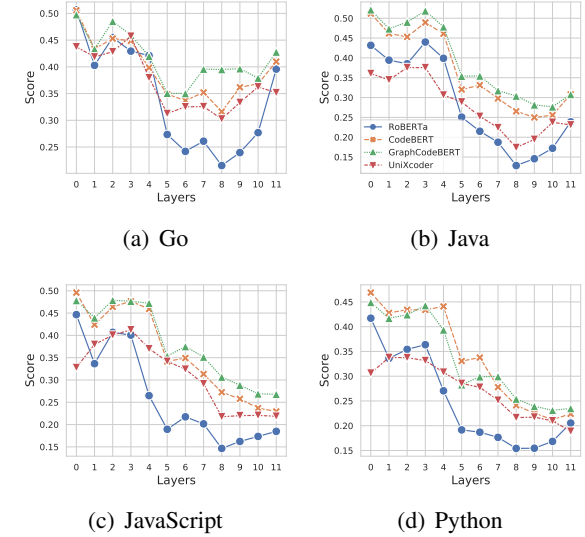 0.50
0.45
0.40
0.35
0.30
0.25
Score
0 1 2 3 4 5 6 7 8 9 10 11
Layers
(a) Go
0.50
0.45
0.40
0.35
0.30
0.25
0.20
0.15
Score
RoBERTa
CodeBERT
GraphCodeBERT
UniXcoder
0 1 2 3 4 5 6 7 8 9 10 11
Layers
(b) Java
0.50
0.45
0.40
0.35
0.30
0.25
0.20
0.15
Score
0 1 2 3 4 5 6 7 8 9 10 11
Layers
(c) JavaScript
0.45
0.40
0.35
0.30
0.25
0.20
0.15
Score
0 1 2 3 4 5 6 7 8 9 10 11
Layers
(d) Python